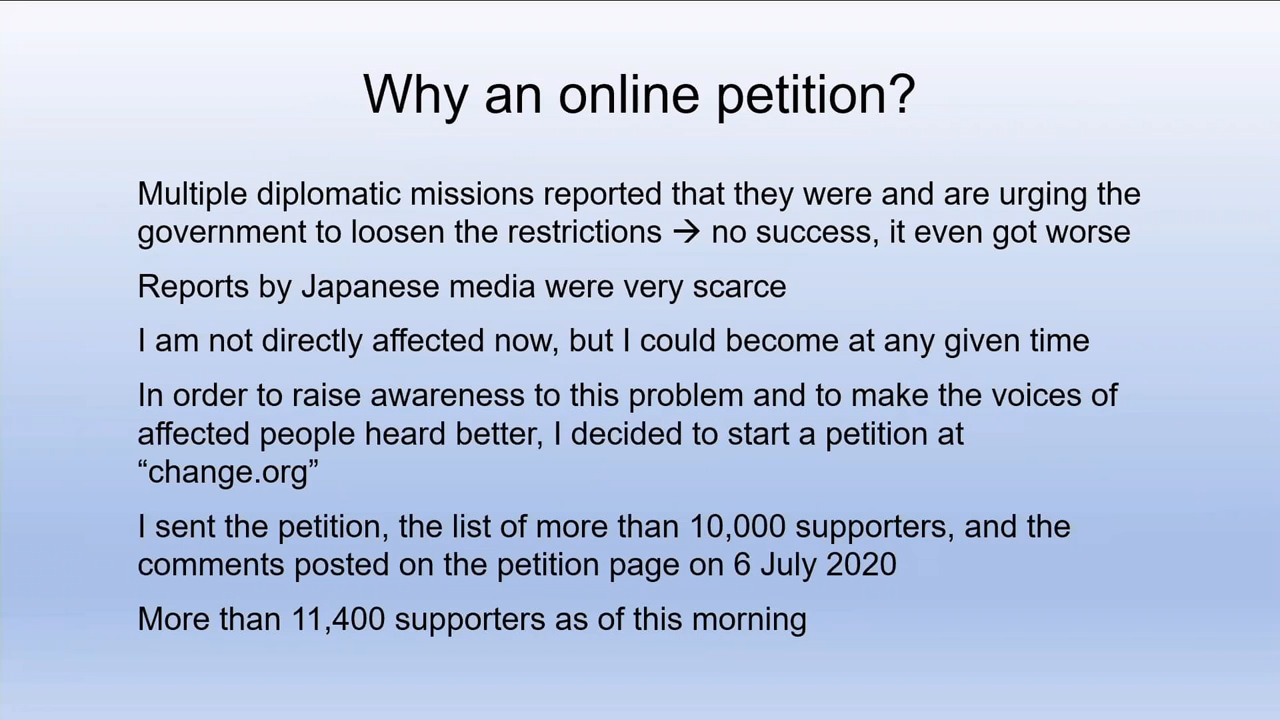 Why an online petition?
Multiple diplomatic missions reported that they were and are urging the
government to loosen the restrictions → no success, it even got worse
Reports by Japanese media were very scarce
I am not directly affected now, but I could become at any given time
In order to raise awareness to this problem and to make the voices of
affected people heard better, I decided to start a petition at
“change.org”
I sent the petition, the list of more than 10,000 supporters, and the
comments posted on the petition page on 6 July 2020
More than 11,400 supporters as of this morning